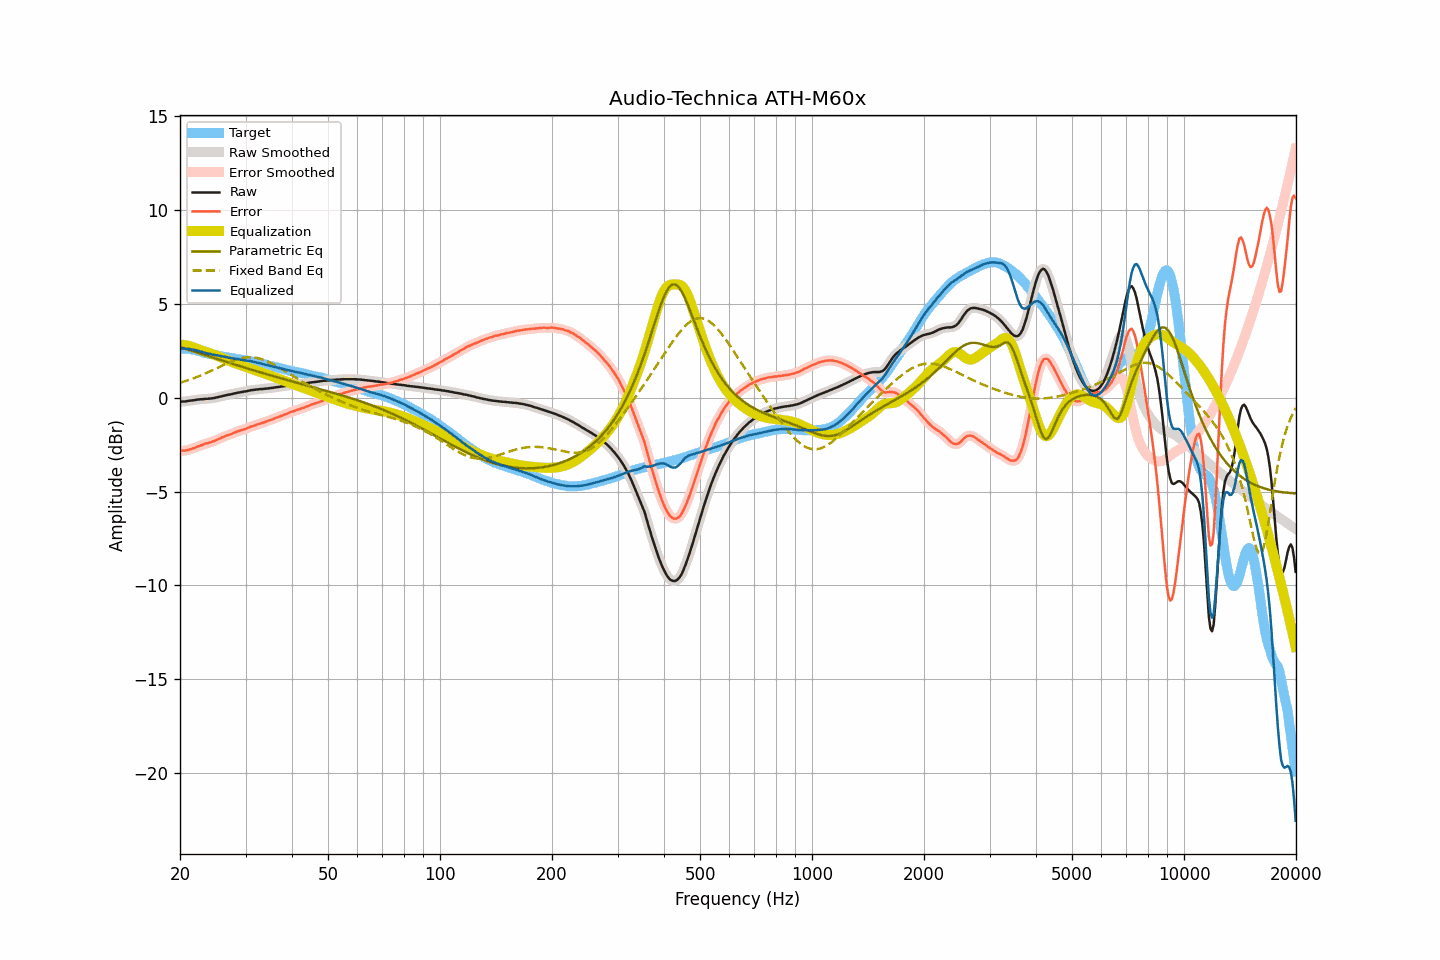 Audio-Technica ATH-M60x
15
10
5
0
−5
−10
−15
−20
Amplitude (dBr)
Target
Raw Smoothed
Error Smoothed
Raw
Error
Equalization
Parametric Eq
Fixed Band Eq
Equalized
20 50 100 200 500 1000 2000 5000 10000 20000
Frequency (Hz)